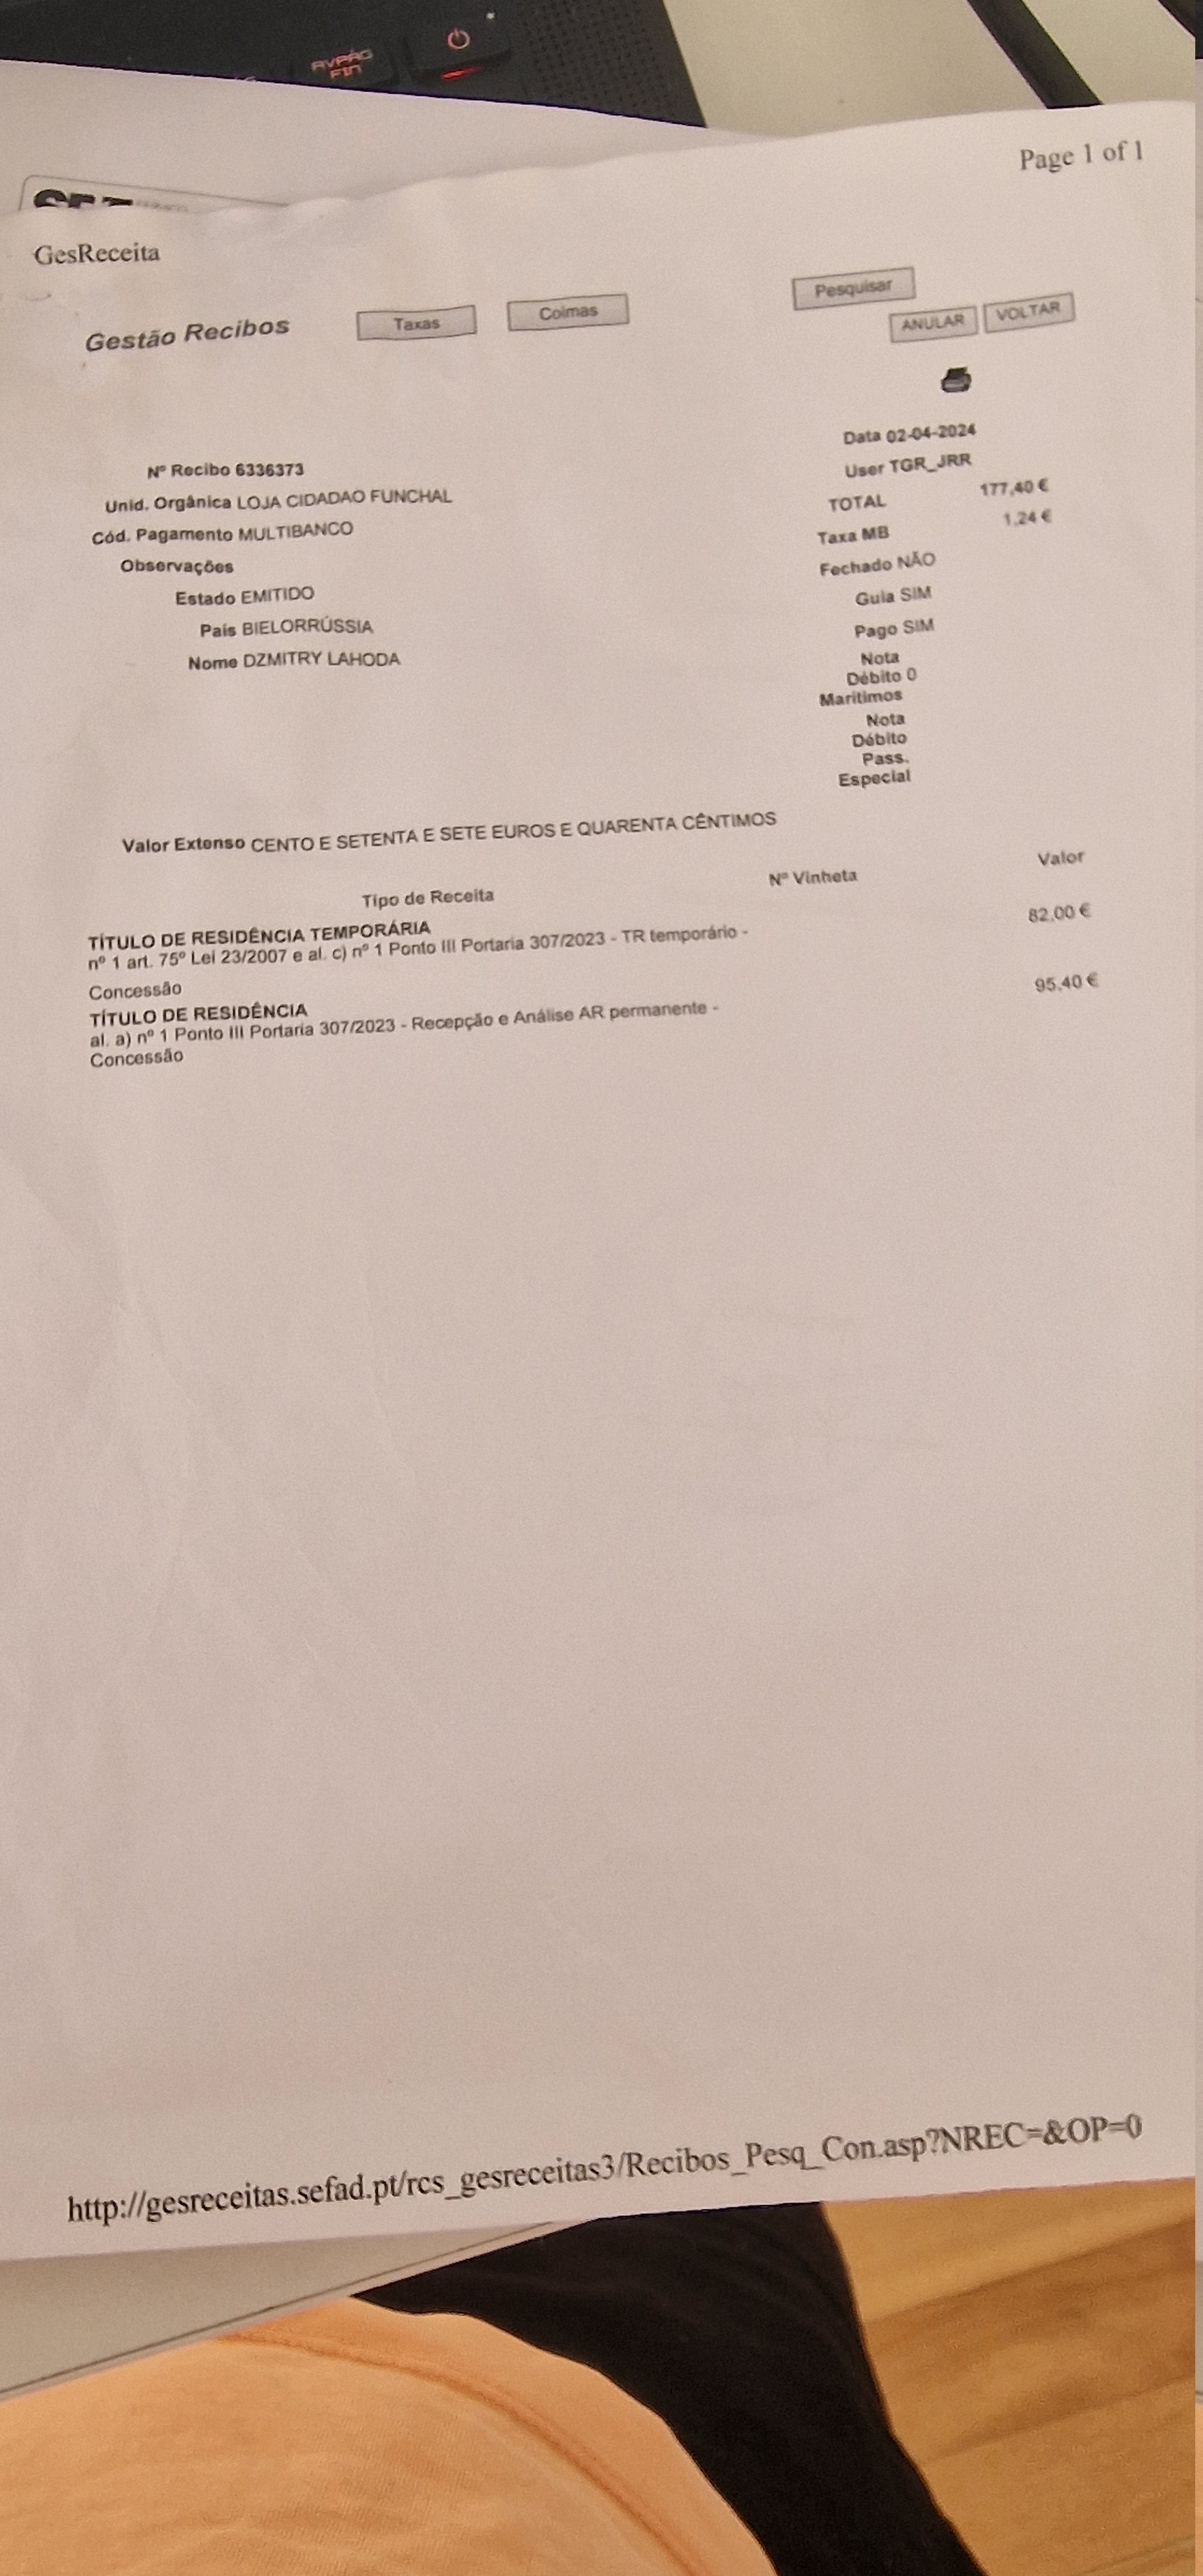 AVPÁG
FIN
Page 1 of 1
GesReceita
Gestão Recibos
Taxas
Coimas
Pesquisar
ANULAR
VOLTAR
Nº Recibo 6336373
Unid. Orgânica LOJA CIDADAO FUNCHAL
Cód. Pagamento MULTIBANCO
Observações
Estado EMITIDO
País BIELORRÚSSIA
Nome DZMITRY LAHODA
Data 02-04-2024
User TGR_JRR
TOTAL 177,40 €
Taxa MB 1,24 €
Fechado NÃO
Guia SIM
Pago SIM
Nota
Débito 0
Marítimos
Nota
Débito
Pass.
Especial
Valor Extenso CENTO E SETENTA E SETE EUROS E QUARENTA CÊNTIMOS
Tipo de Receita Nº Vinheta Valor
TÍTULO DE RESIDÊNCIA TEMPORÁRIA
nº 1 art. 75º Lei 23/2007 e al. c) nº 1 Ponto III Portaria 307/2023 - TR temporário - 82,00 €
Concessão
TÍTULO DE RESIDÊNCIA
al. a) nº 1 Ponto III Portaria 307/2023 - Recepção e Análise AR permanente - 95,40 €
Concessão
http://gesreceitas.sefad.pt/rcs_gesreceitas3/Recibos_Pesq_Con.asp?NREC=&OP=0